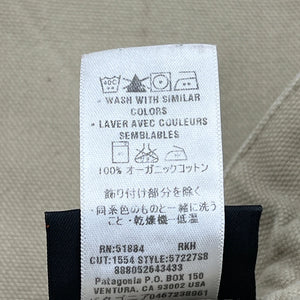 40C
- WASH WITH SIMILAR
COLORS
- LAVER AVEC COULEURS
SEMBLABLES
100% オーガニックコットン
飾り付け部分を除く
・同系色のものと一緒に洗う
こと・乾燥機・低温
RN:51884 RKH
CUT:1554 STYLE:57227S8
888052643433
Patagonia P.O. BOX 150
VENTURA. CA 93002 USA